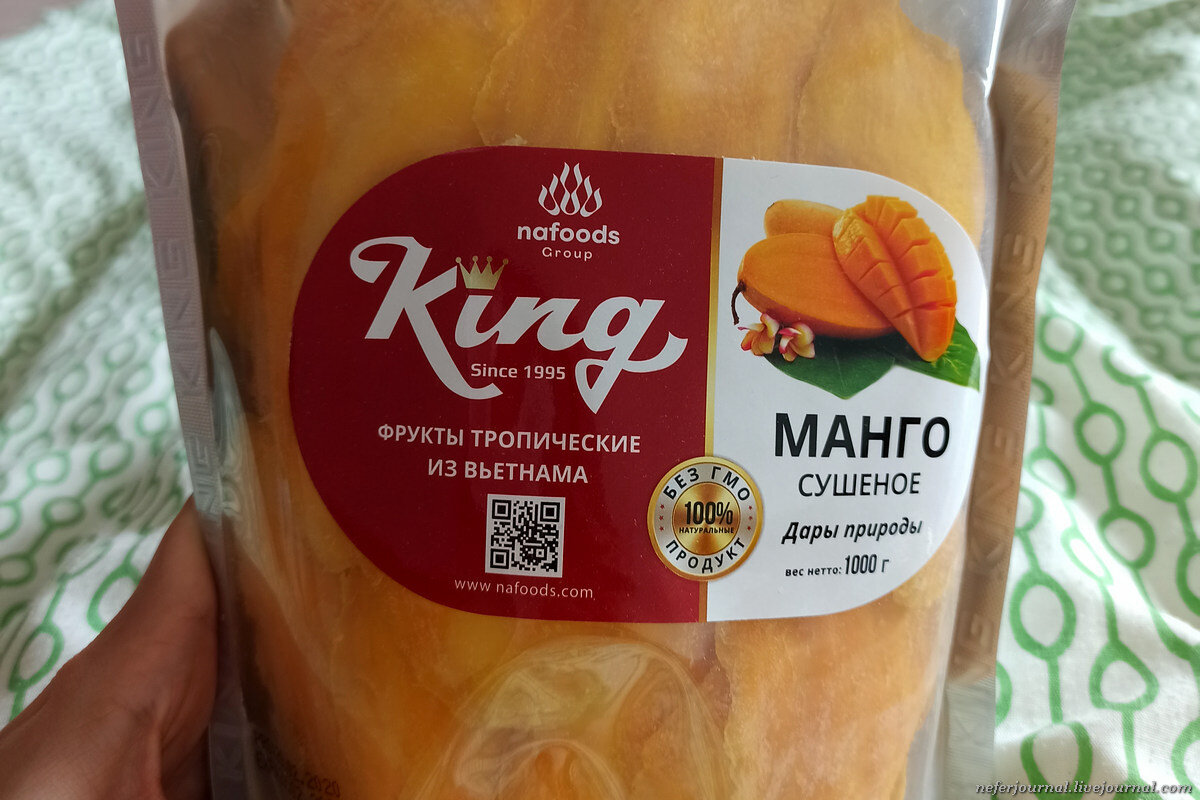 nafoods
Group
King
Since 1995
ФРУКТЫ ТРОПИЧЕСКИЕ
ИЗ ВЬЕТНАМА
www nafoods.com
БЕЗ ГМО
100%
НАТУРАЛЬНЫЕ
ПРОДУКТ
МАНГО
СУШЕНОЕ
Дары природы
вес нетто: 1000 г
2020
neferjournal.livejournal.com